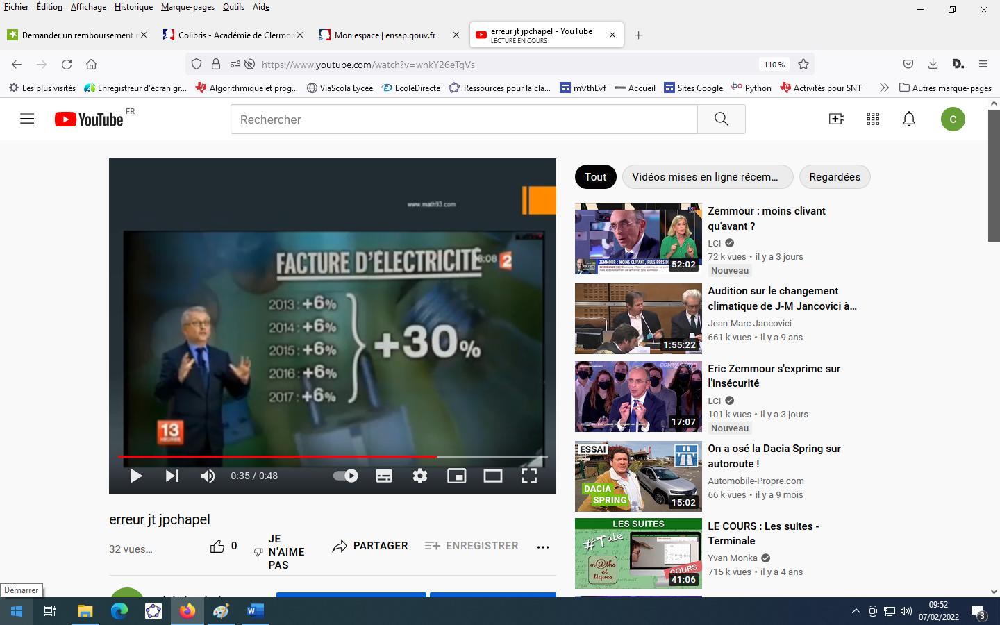 Fichier Édition Affichage Historique Marque-pages Outils Aide
Demander un remboursement
Colibris - Académie de Clermon
Mon espace | ensap.gouv.fr
erreur jt jpchapel - YouTube
LECTURE EN COURS
https://www.youtube.com/watch?v=wnkY26eTqVs
110 %
Les plus visités Enregistreur d'écran gr... Algorithmique et prog... ViaScola Lycée EcoleDirecte Ressources pour la cla... m∀thL∀f Accueil Sites Google Python Activités pour SNT Autres marque-pages
YouTube FR
Rechercher
C
www.math93.com
FACTURE D'ÉLECTRICITÉ
:08 2
2013 : +6%
2014 : +6%
2015 : +6%
2016 : +6%
2017 : +6%
+30%
13
HEURES
0:35 / 0:48
erreur jt jpchapel
32 vues...
0
JE N'AIME PAS
PARTAGER
ENREGISTRER
Tout
Vidéos mises en ligne récem...
Regardées
ZEMMOUR : MOINS CLIVANT, PLUS PRÉSID
52:02
Zemmour : moins clivant
qu'avant ?
LCI
72 k vues • il y a 3 jours
Nouveau
1:55:22
Audition sur le changement
climatique de J-M Jancovici à...
Jean-Marc Jancovici
661 k vues • il y a 9 ans
17:07
Eric Zemmour s'exprime sur
l'insécurité
LCI
101 k vues • il y a 3 jours
Nouveau
ESSAI
DACIA
SPRING
15:02
On a osé la Dacia Spring sur
autoroute !
Automobile-Propre.com
66 k vues • il y a 9 mois
LES SUITES
#Tale
m@ths
et
tiques
COURS
41:06
LE COURS : Les suites -
Terminale
Yvan Monka
715 k vues • il y a 4 ans
Démarrer
09:52
07/02/2022
3